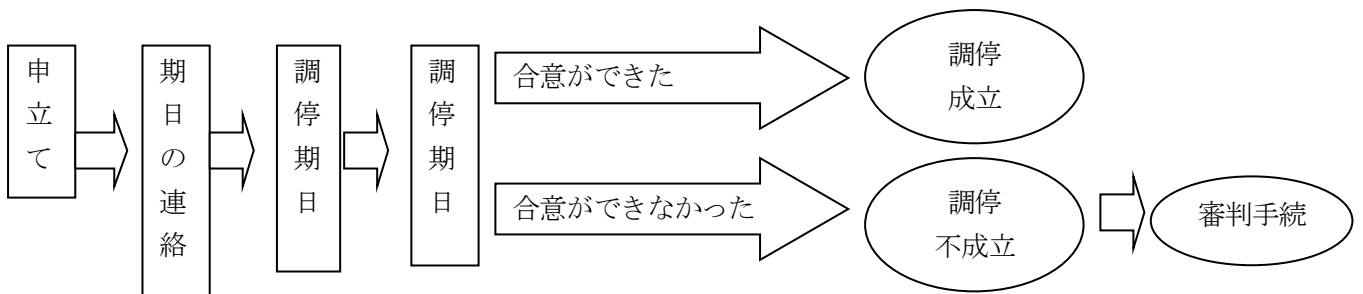 申立て
期日の連絡
調停期日
調停期日
合意ができた
調停
成立
合意ができなかった
調停
不成立
審判手続